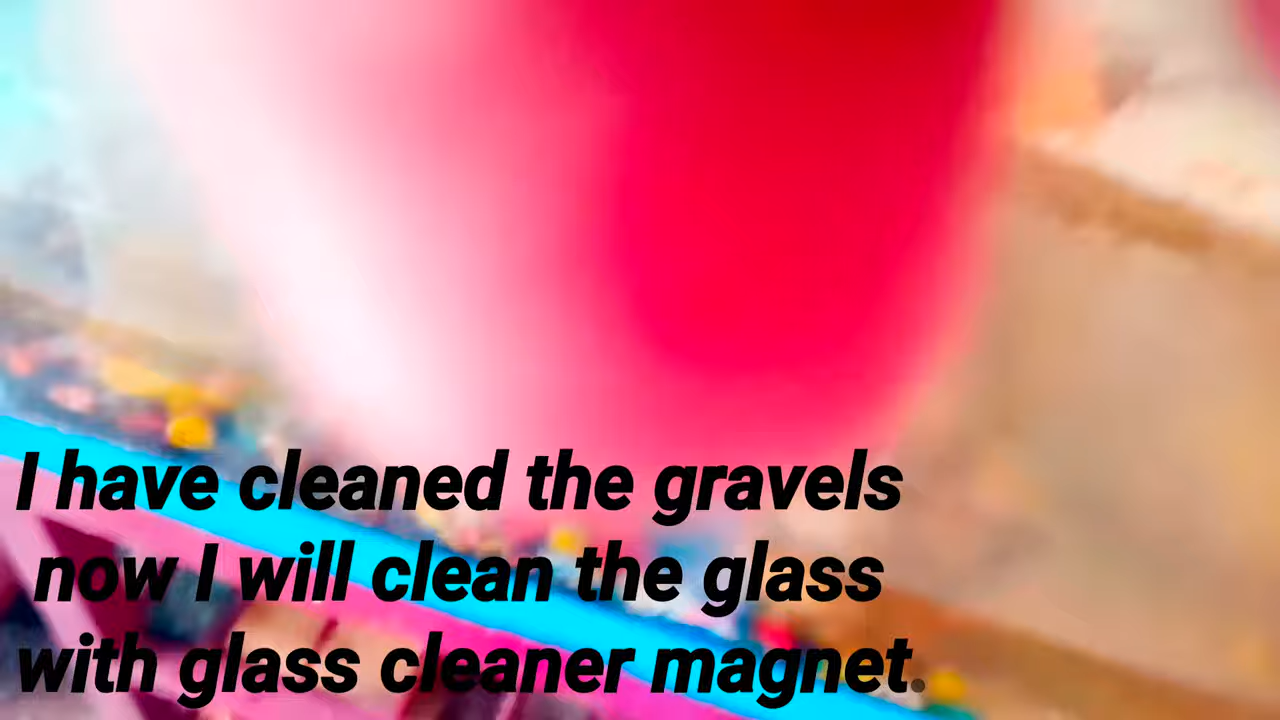 I have cleaned the gravels
now I will clean the glass
with glass cleaner magnet.